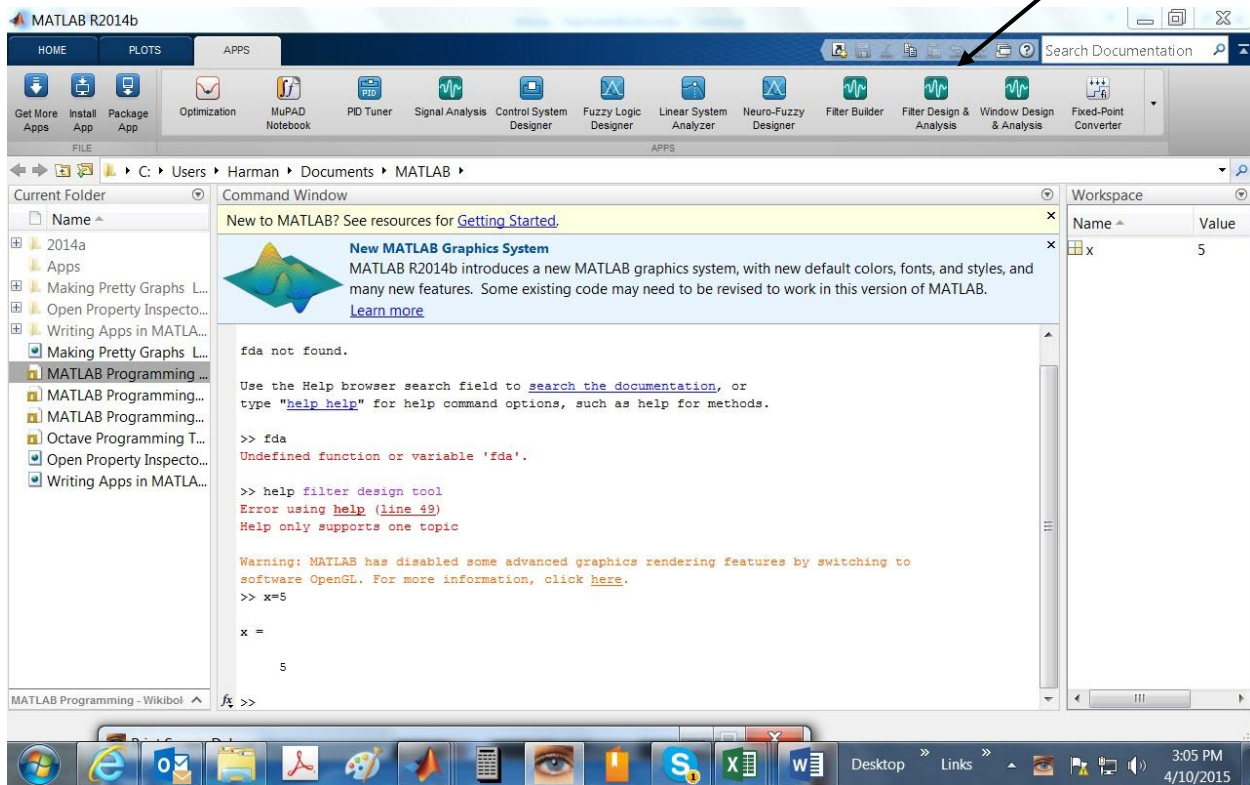 MATLAB R2014b
HOME PLOTS APPS
Search Documentation
Get More Apps
Install App
Package App
Optimization
MuPAD Notebook
PID
PID Tuner
Signal Analysis
Control System Designer
Fuzzy Logic Designer
Linear System Analyzer
Neuro-Fuzzy Designer
Filter Builder
Filter Design & Analysis
Window Design & Analysis
Fixed-Point Converter
FILE
APPS
C: Users Harman Documents MATLAB
Current Folder
Name
2014a
Apps
Making Pretty Graphs L...
Open Property Inspecto...
Writing Apps in MATLA...
Making Pretty Graphs L...
MATLAB Programming ...
MATLAB Programming...
MATLAB Programming...
Octave Programming T...
Open Property Inspecto...
Writing Apps in MATLA...
MATLAB Programming - Wikibo
Command Window
New to MATLAB? See resources for Getting Started.
New MATLAB Graphics System
MATLAB R2014b introduces a new MATLAB graphics system, with new default colors, fonts, and styles, and
many new features. Some existing code may need to be revised to work in this version of MATLAB.
Learn more
fda not found.
Use the Help browser search field to search the documentation, or
type "help help" for help command options, such as help for methods.
>> fda
Undefined function or variable 'fda'.
>> help filter design tool
Error using help (line 49)
Help only supports one topic
Warning: MATLAB has disabled some advanced graphics rendering features by switching to
software OpenGL. For more information, click here.
>> x=5
x =
5
fx >>
Workspace
Name Value
x 5
Desktop » Links »
3:05 PM
4/10/2015